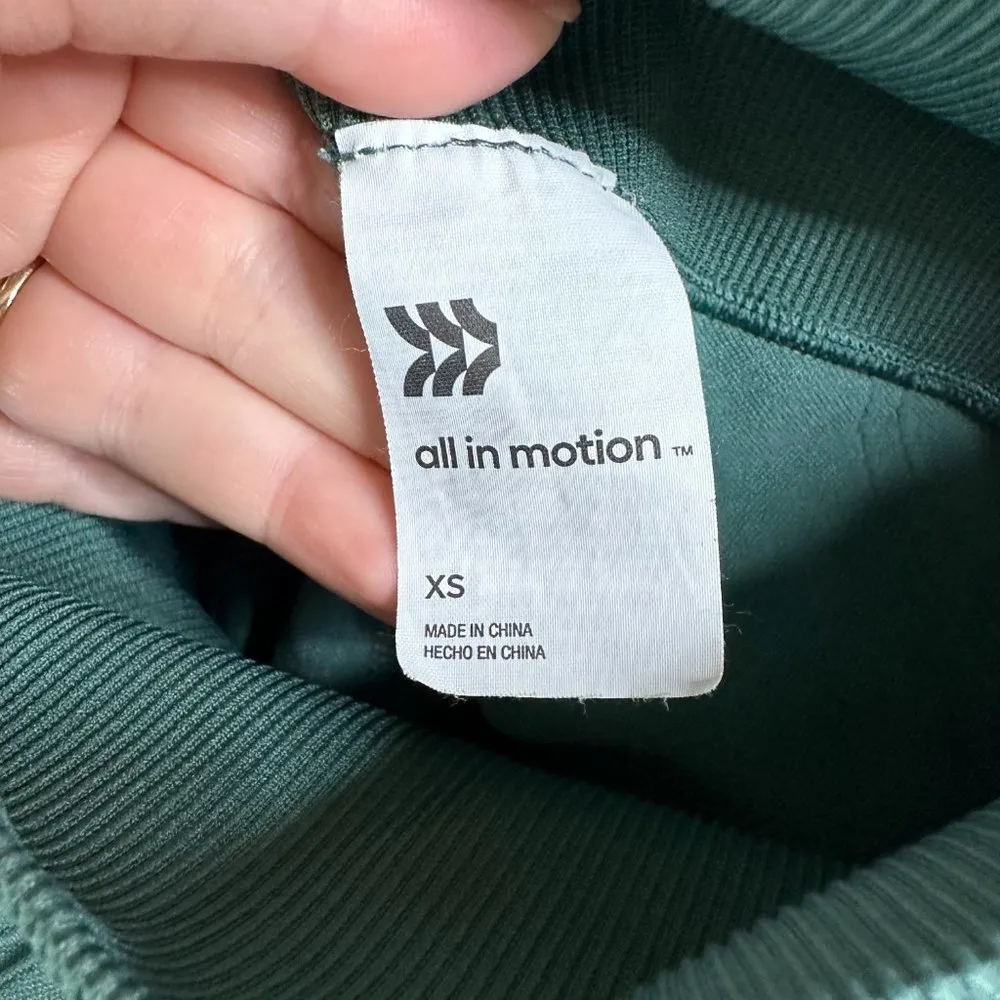 all in motion ™
XS
MADE IN CHINA
HECHO EN CHINA